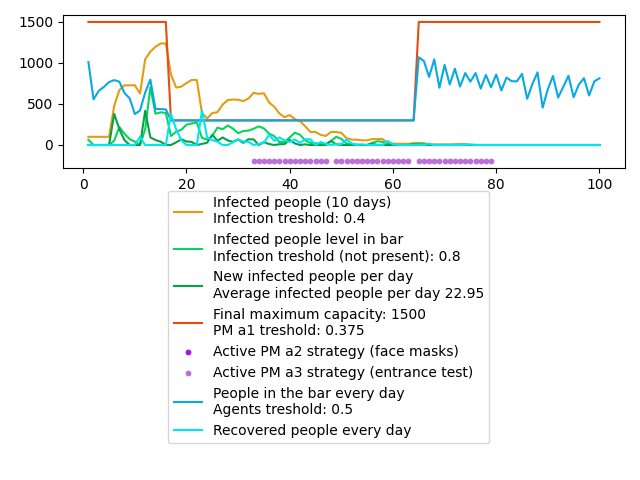 1500
1000
500
0
0
20
40
60
80
100
Infected people (10 days)
Infection treshold: 0.4
Infected people level in bar
Infection treshold (not present): 0.8
New infected people per day
Average infected people per day 22.95
Final maximum capacity: 1500
PM a1 treshold: 0.375
Active PM a2 strategy (face masks)
Active PM a3 strategy (entrance test)
People in the bar every day
Agents treshold: 0.5
Recovered people every day